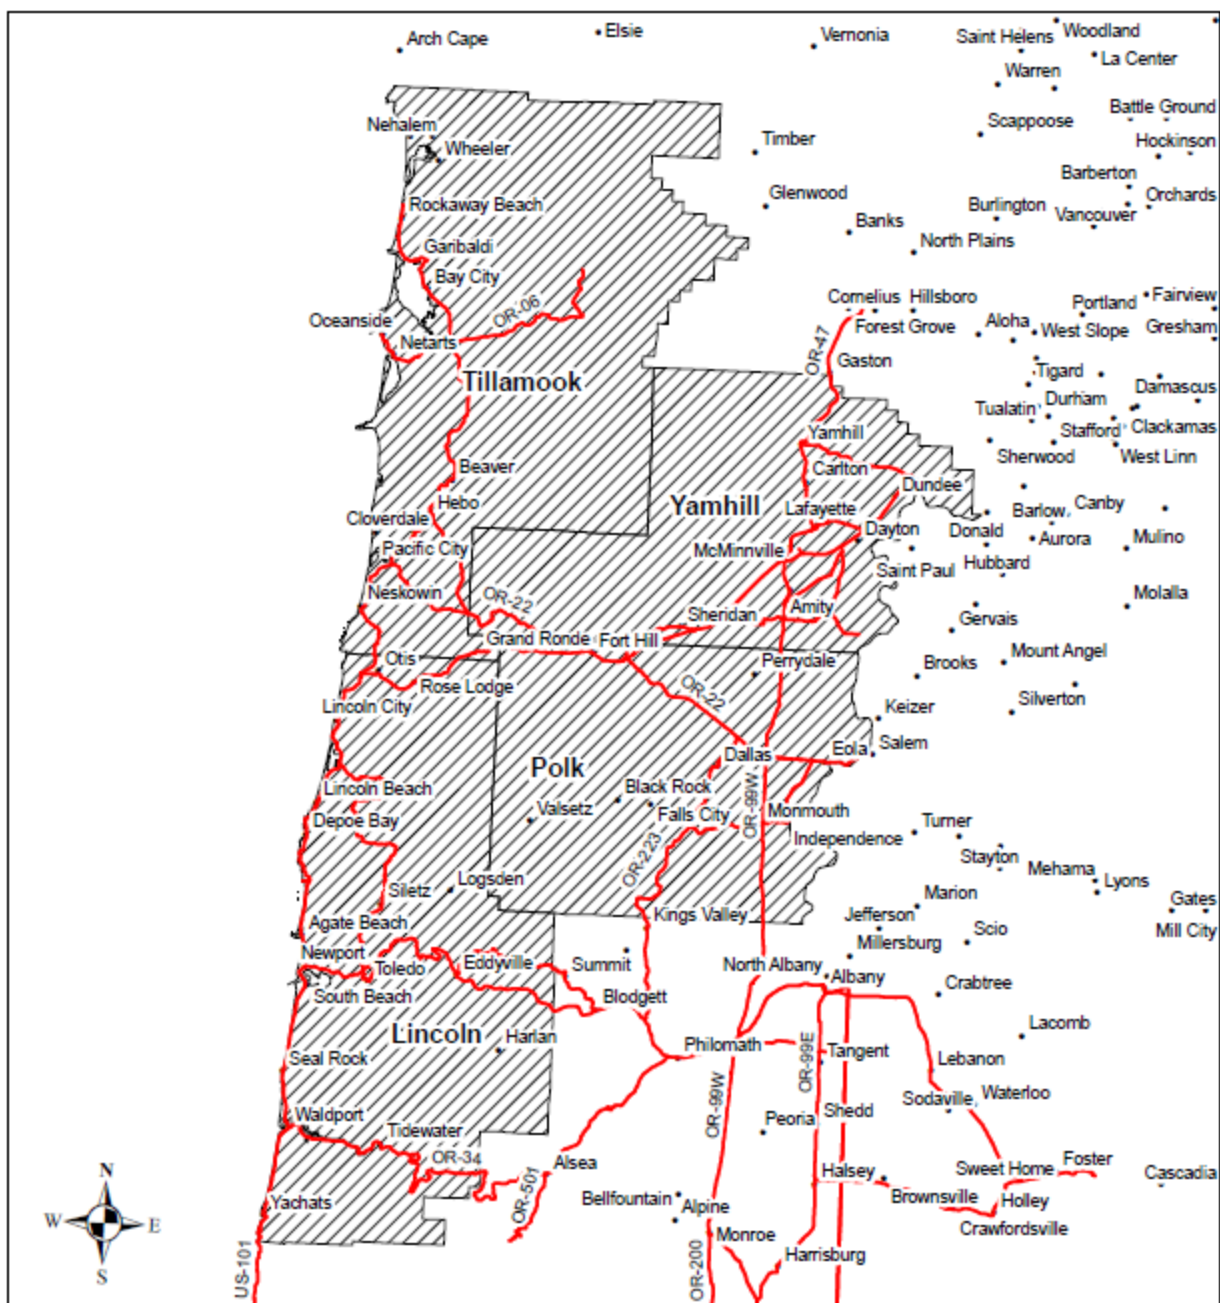 Arch Cape
Elsie
Vernonia
Saint Helens
Woodland
La Center
Warren
Battle Ground
Scappoose
Hockinson
Nehalem
Wheeler
Timber
Barberton
Orchards
Glenwood
Burlington
Vancouver
Rockaway Beach
Banks
North Plains
Garibaldi
Bay City
Cornelius
Hillsboro
Portland
Fairview
Oceanside
OR-06
Forest Grove
Aloha
West Slope
Gresham
Netarts
OR-47
Gaston
Tillamook
Tigard
Damascus
Tualatin
Durham
Stafford
Clackamas
Yamhill
Sherwood
West Linn
Beaver
Carlton
Dundee
Hebo
Yamhill
Lafayette
Barlow
Canby
Cloverdale
Dayton
Donald
Aurora
Mulino
Pacific City
McMinnville
Saint Paul
Hubbard
Neskowin
OR-22
Sheridan
Amity
Molalla
Gervais
Grand Ronde
Fort Hill
Otis
Perrydale
Brooks
Mount Angel
Rose Lodge
OR-22
Lincoln City
Keizer
Silverton
Dallas
Eola
Salem
Polk
Lincoln Beach
Black Rock
OR-99W
Depoe Bay
Valsetz
Falls City
Monmouth
Independence
Turner
OR-223
Stayton
Mehama
Lyons
Siletz
Logsden
Marion
Gates
Agate Beach
Kings Valley
Jefferson
Scio
Mill City
Newport
Millersburg
Toledo
Eddyville
Summit
North Albany
Albany
South Beach
Blodgett
Crabtree
Lincoln
Harlan
Lacomb
Seal Rock
Philomath
OR-99E
Tangent
Lebanon
Waldport
OR-99W
Peoria
Shedd
Sodaville
Waterloo
Tidewater
OR-34
Alsea
Halsey
Sweet Home
Foster
Cascadia
N
W
E
S
Yachats
OR-501
Bellfountain
Alpine
Brownsville
Holley
Crawfordsville
Monroe
US-101
OR-200
Harrisburg